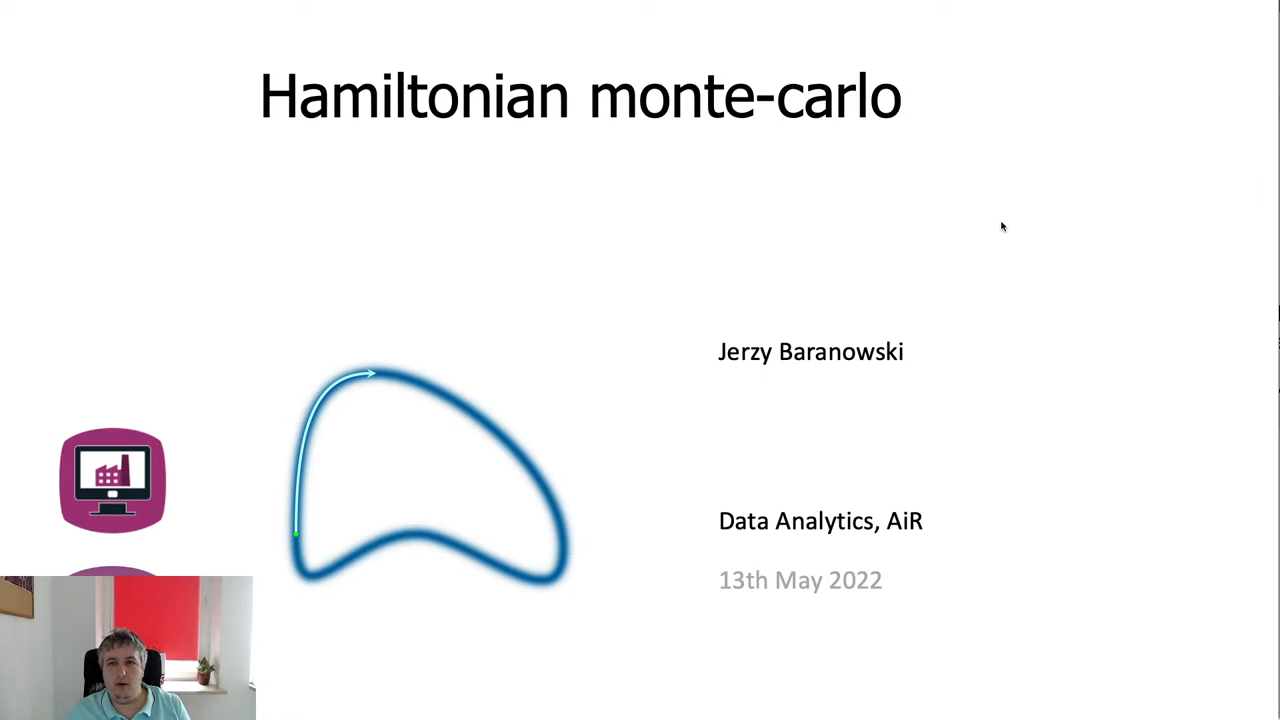 Hamiltonian monte-carlo
Jerzy Baranowski
Data Analytics, AiR
13th May 2022